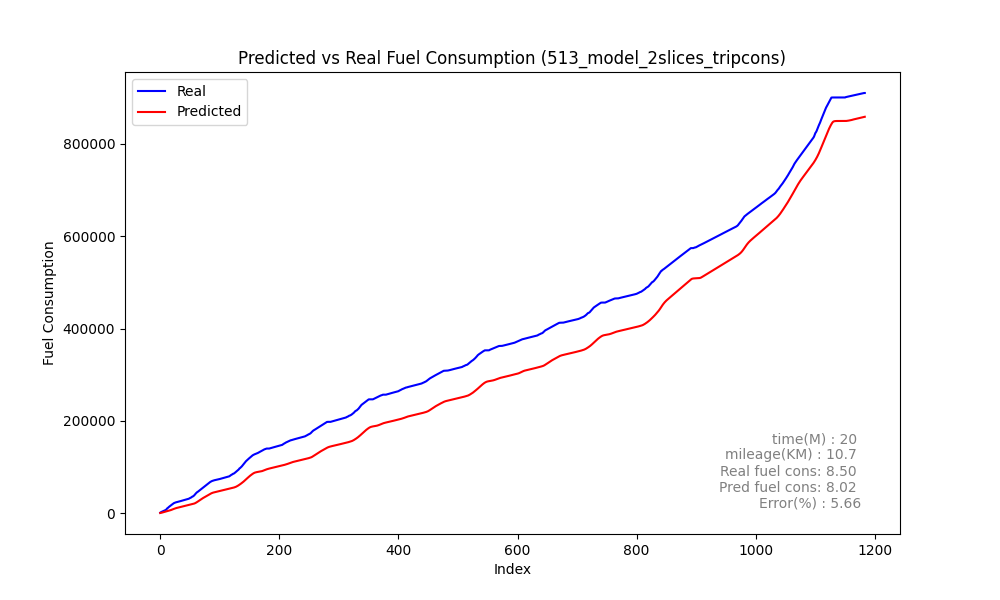 Predicted vs Real Fuel Consumption (513_model_2slices_tripcons)
Real
Predicted
Fuel Consumption
800000
600000
400000
200000
0
time(M) : 20
mileage(KM) : 10.7
Real fuel cons: 8.50
Pred fuel cons: 8.02
Error(%) : 5.66
0 200 400 600 800 1000 1200
Index